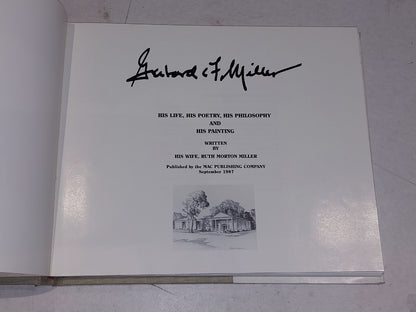 Gerhard C F Miller
HIS LIFE, HIS POETRY, HIS PHILOSOPHY
AND
HIS PAINTING
WRITTEN
BY
HIS WIFE, RUTH MORTON MILLER
Published by the MAC PUBLISHING COMPANY
September 1987